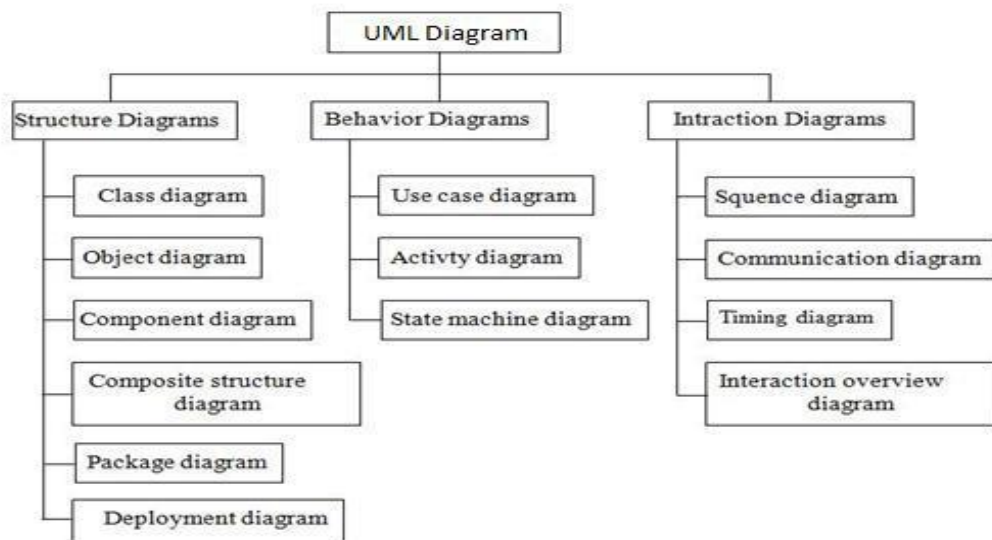 UML Diagram
Structure Diagrams
Behavior Diagrams
Intraction Diagrams
Class diagram
Object diagram
Component diagram
Composite structure
diagram
Package diagram
Deployment diagram
Use case diagram
Activty diagram
State machine diagram
Squence diagram
Communication diagram
Timing diagram
Interaction overview
diagram